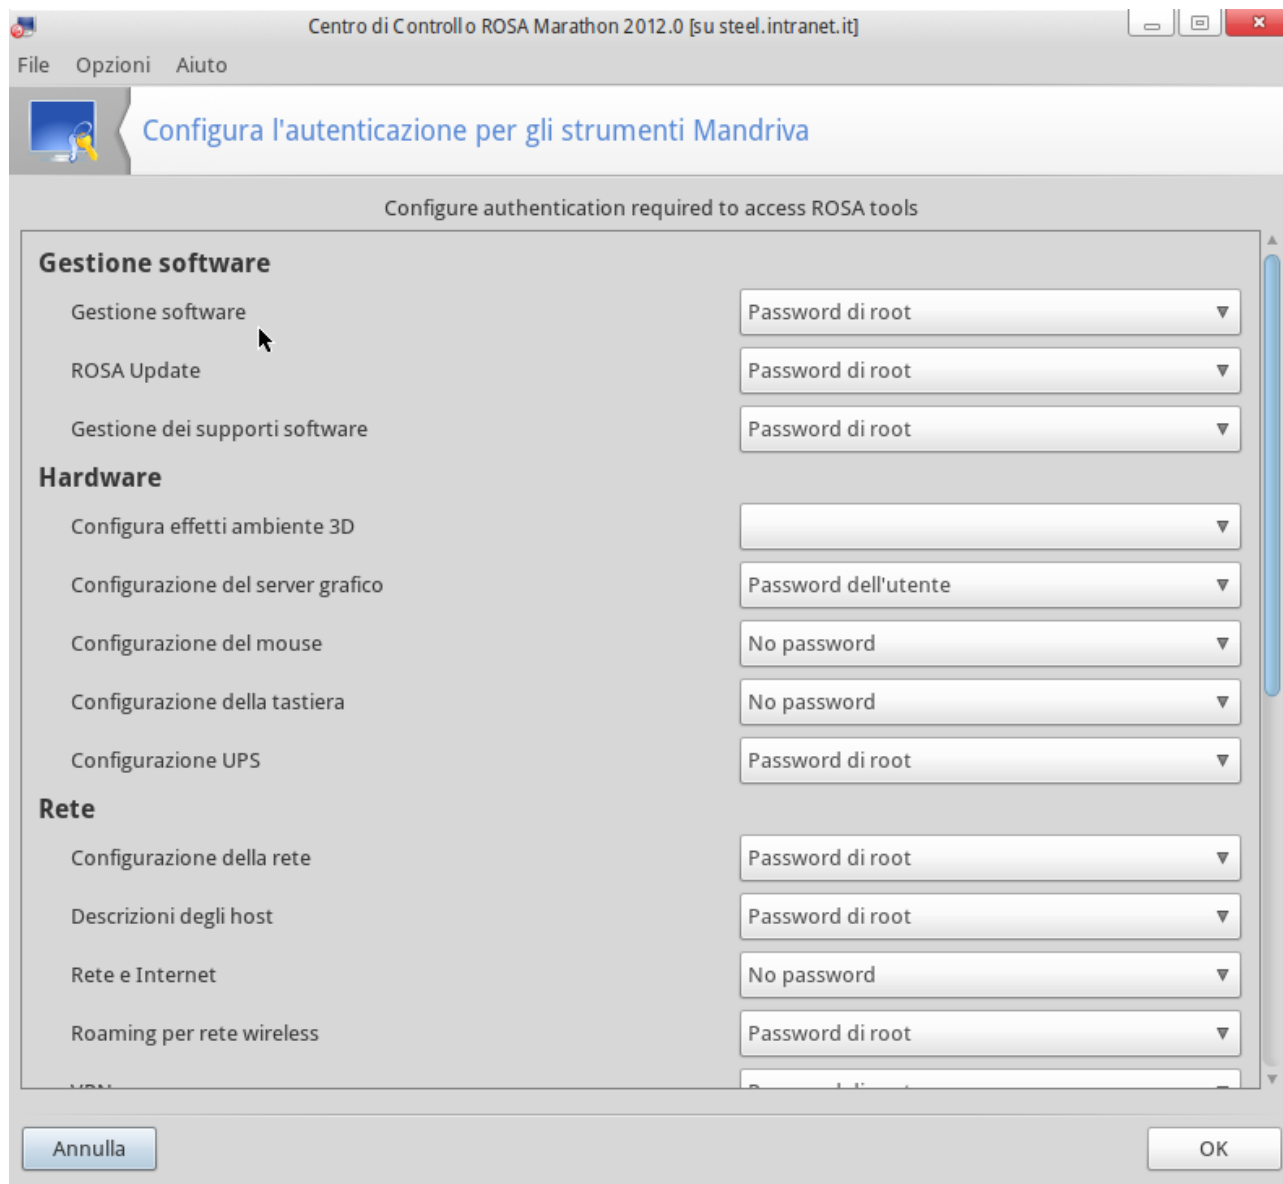 Centro di Controllo ROSA Marathon 2012.0 [su steel.intranet.it]
File Opzioni Aiuto
Configura l'autenticazione per gli strumenti Mandriva
Configure authentication required to access ROSA tools
Gestione software
Gestione software Password di root
ROSA Update Password di root
Gestione dei supporti software Password di root
Hardware
Configura effetti ambiente 3D
Configurazione del server grafico Password dell'utente
Configurazione del mouse No password
Configurazione della tastiera No password
Configurazione UPS Password di root
Rete
Configurazione della rete Password di root
Descrizioni degli host Password di root
Rete e Internet No password
Roaming per rete wireless Password di root
VPN Password di root
Annulla OK